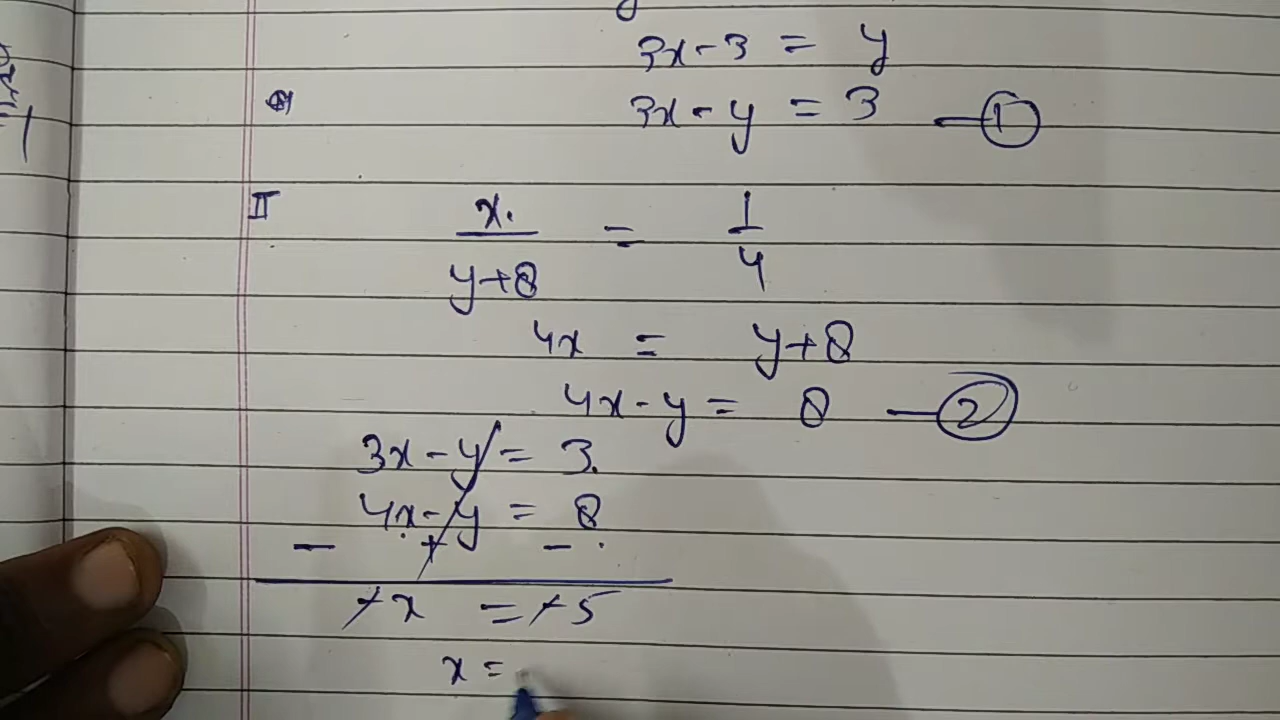 3x - 3 = y
3x - y = 3 — 1
II
x. / y+8 = 1 / 4
4x = y+8
4x - y = 8 — 2
3x - y = 3.
4x - y = 8
- + -
-x = -5
x =